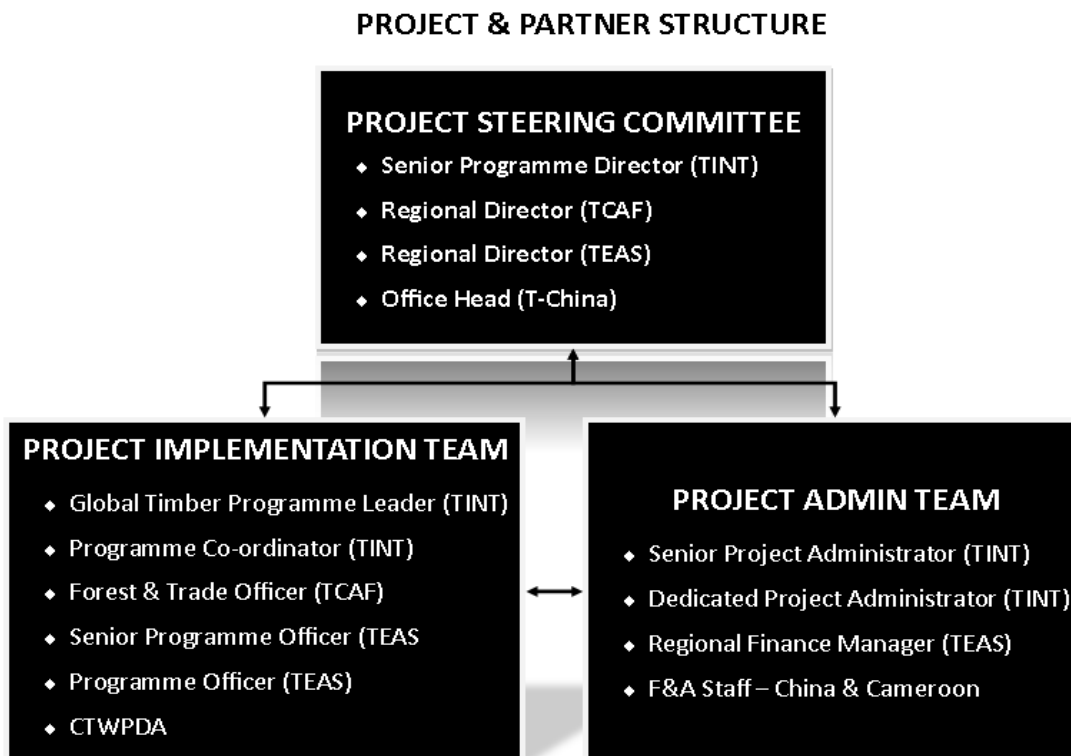 PROJECT & PARTNER STRUCTURE
PROJECT STEERING COMMITTEE
◆ Senior Programme Director (TINT)
◆ Regional Director (TCAF)
◆ Regional Director (TEAS)
◆ Office Head (T-China)
PROJECT IMPLEMENTATION TEAM
◆ Global Timber Programme Leader (TINT)
◆ Programme Co-ordinator (TINT)
◆ Forest & Trade Officer (TCAF)
◆ Senior Programme Officer (TEAS
◆ Programme Officer (TEAS)
◆ CTWPDA
PROJECT ADMIN TEAM
◆ Senior Project Administrator (TINT)
◆ Dedicated Project Administrator (TINT)
◆ Regional Finance Manager (TEAS)
◆ F&A Staff – China & Cameroon